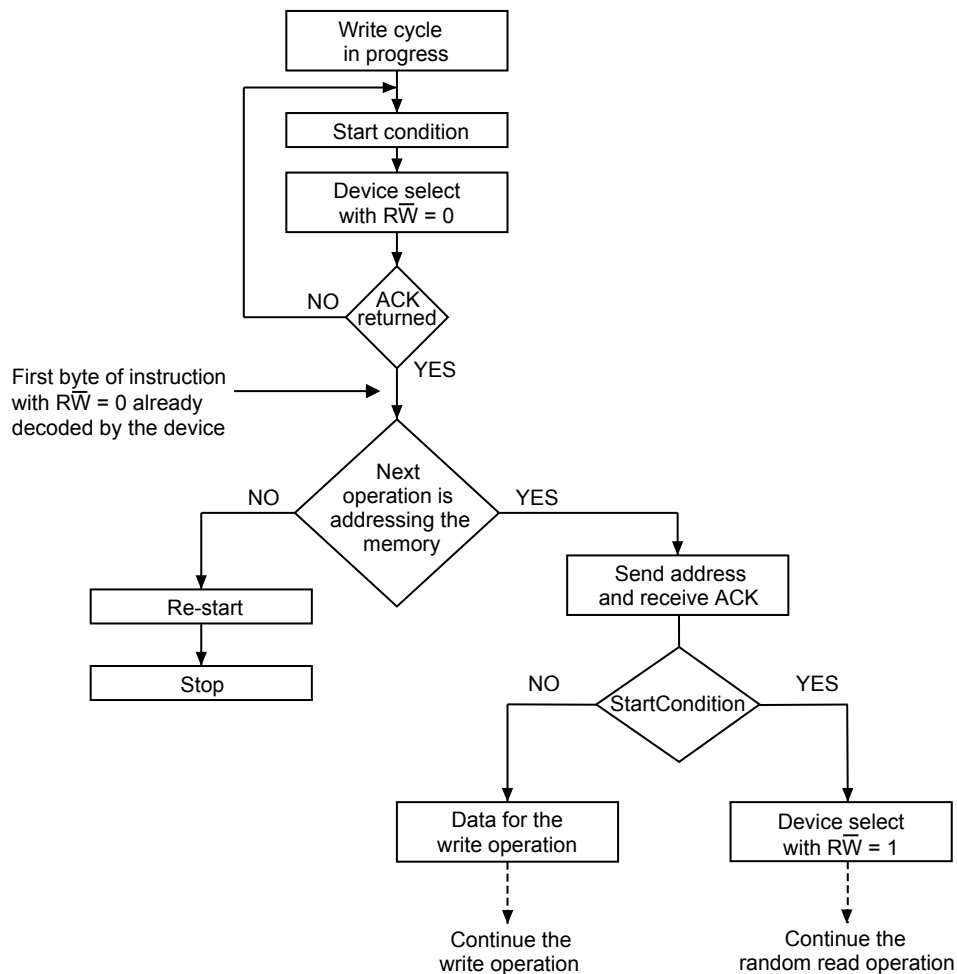 Write cycle
in progress
Start condition
Device select
with RW̅ = 0
NO
ACK
returned
YES
First byte of instruction
with RW̅ = 0 already
decoded by the device
NO
Next
operation is
addressing the
memory
YES
Re-start
Send address
and receive ACK
Stop
NO
StartCondition
YES
Data for the
write operation
Device select
with RW̅ = 1
Continue the
write operation
Continue the
random read operation